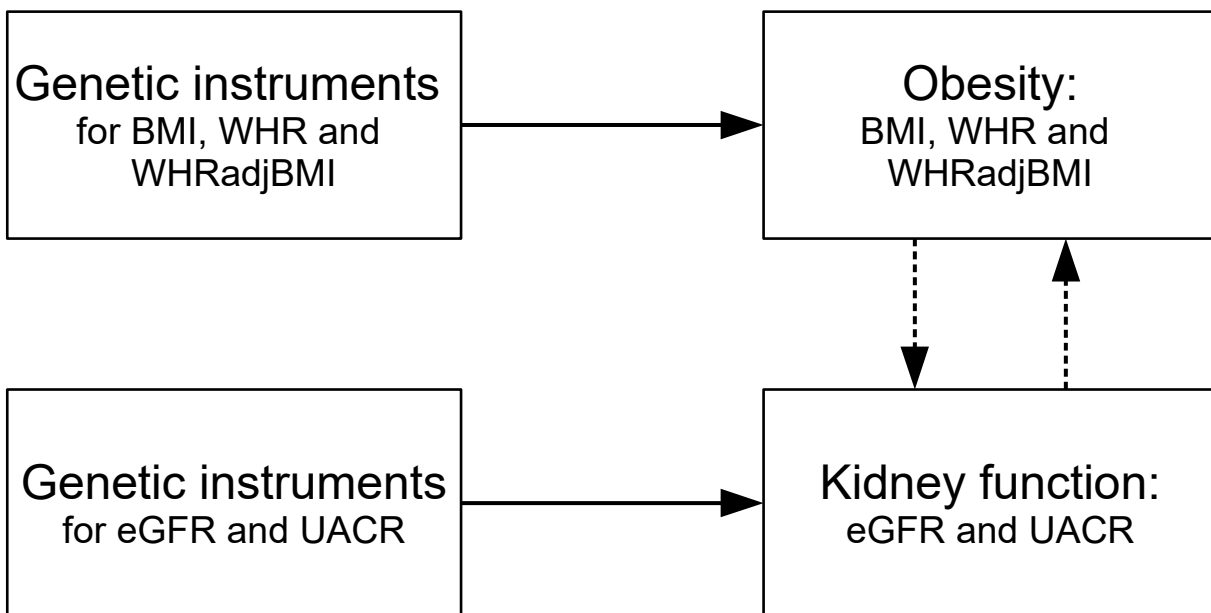 Genetic instruments
for BMI, WHR and
WHRadjBMI
Obesity:
BMI, WHR and
WHRadjBMI
Genetic instruments
for eGFR and UACR
Kidney function:
eGFR and UACR